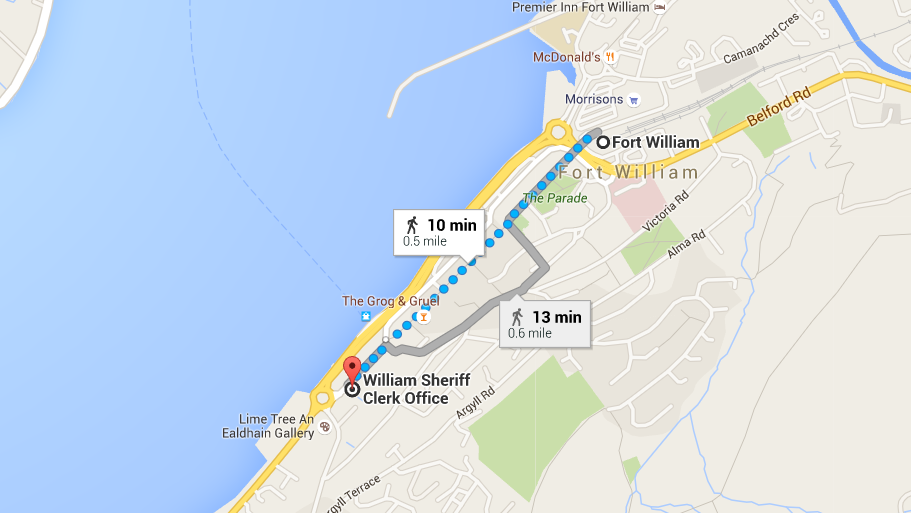 Premier Inn Fort William
Camanachd Cres
McDonald's
Morrisons
Belford Rd
Fort William
Fort William
The Parade
Victoria Rd
10 min
0.5 mile
Alma Rd
The Grog & Gruel
13 min
0.6 mile
William Sheriff
Clerk Office
Argyll Rd
Lime Tree An
Ealdhain Gallery
rgyll Terrace